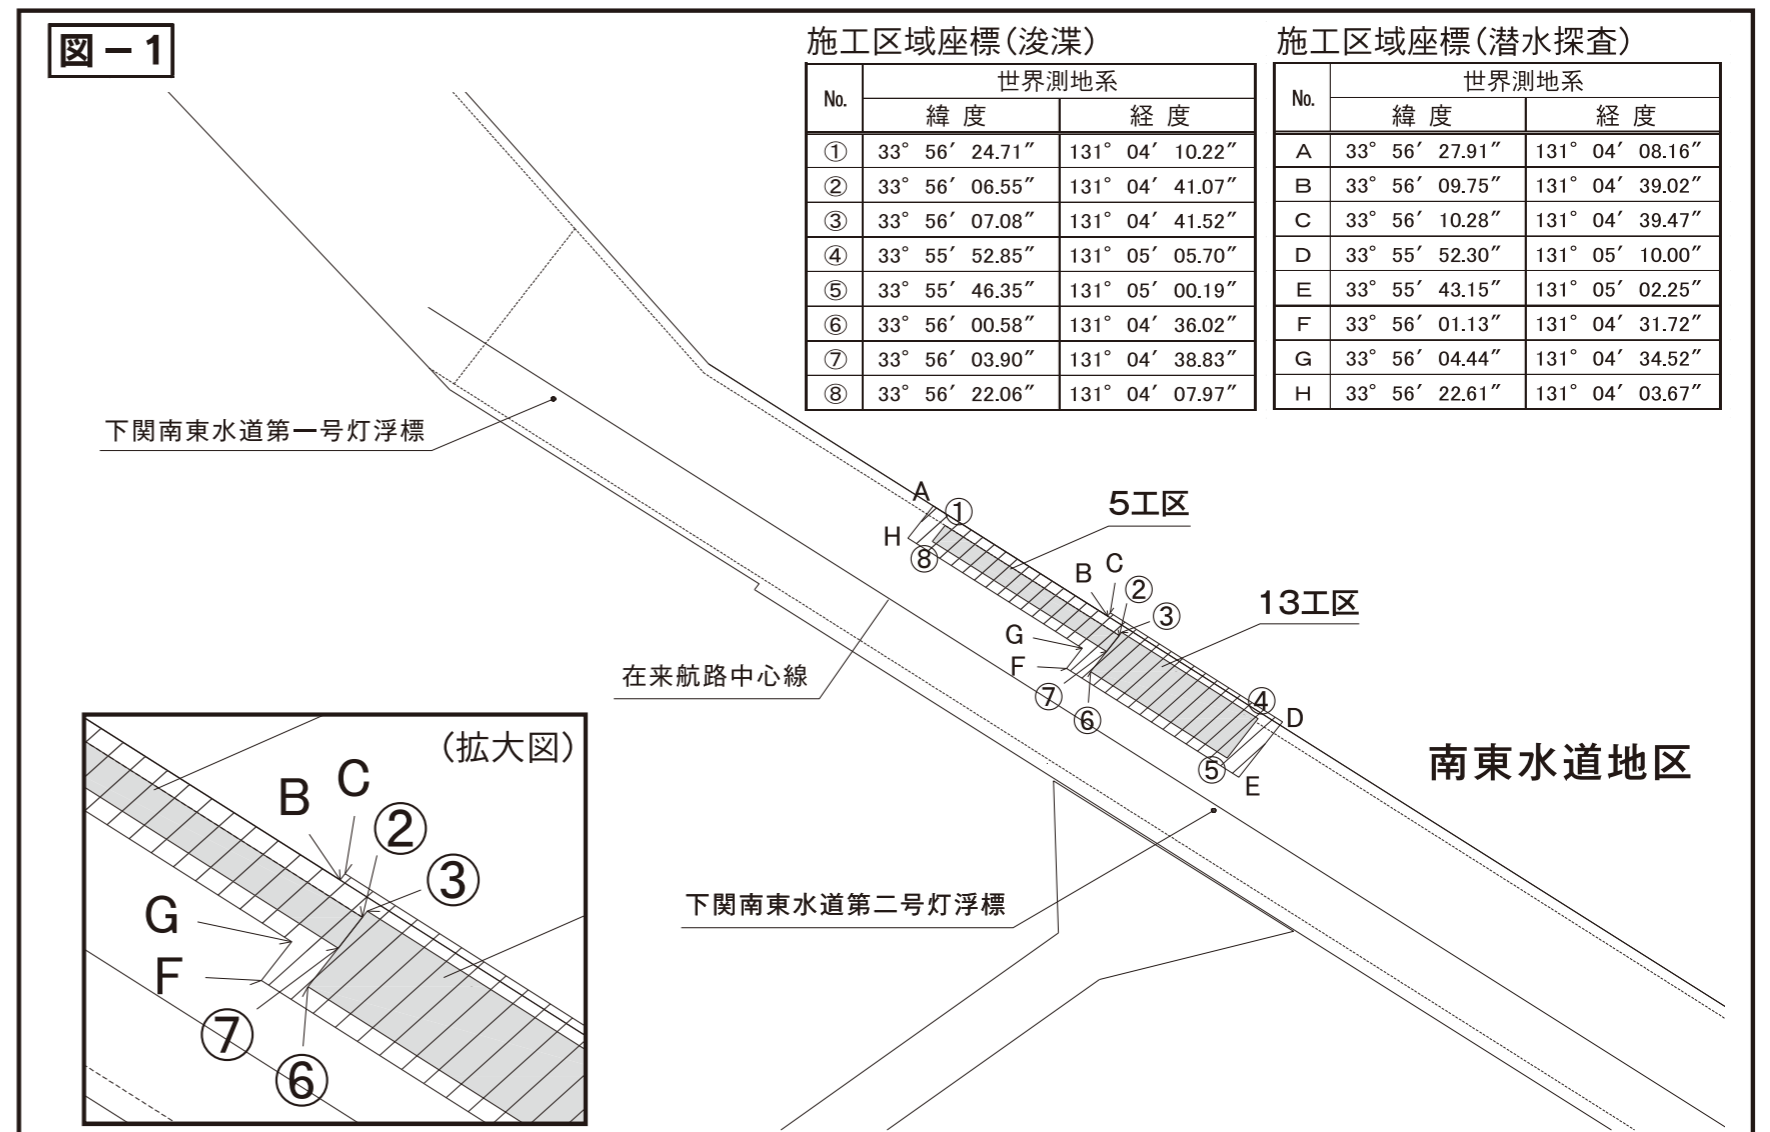 図－1
施工区域座標(浚渫)
No. 世界測地系
緯度 経度
① 33° 56′ 24.71″ 131° 04′ 10.22″
② 33° 56′ 06.55″ 131° 04′ 41.07″
③ 33° 56′ 07.08″ 131° 04′ 41.52″
④ 33° 55′ 52.85″ 131° 05′ 05.70″
⑤ 33° 55′ 46.35″ 131° 05′ 00.19″
⑥ 33° 56′ 00.58″ 131° 04′ 36.02″
⑦ 33° 56′ 03.90″ 131° 04′ 38.83″
⑧ 33° 56′ 22.06″ 131° 04′ 07.97″
施工区域座標(潜水探査)
No. 世界測地系
緯度 経度
A 33° 56′ 27.91″ 131° 04′ 08.16″
B 33° 56′ 09.75″ 131° 04′ 39.02″
C 33° 56′ 10.28″ 131° 04′ 39.47″
D 33° 55′ 52.30″ 131° 05′ 10.00″
E 33° 55′ 43.15″ 131° 05′ 02.25″
F 33° 56′ 01.13″ 131° 04′ 31.72″
G 33° 56′ 04.44″ 131° 04′ 34.52″
H 33° 56′ 22.61″ 131° 04′ 03.67″
下関南東水道第一号灯浮標
A
①
H
⑧
5工区
B
C
②
③
13工区
G
F
⑦
⑥
④
D
⑤
E
在来航路中心線
南東水道地区
下関南東水道第二号灯浮標
(拡大図)
B
C
②
③
G
F
⑦
⑥